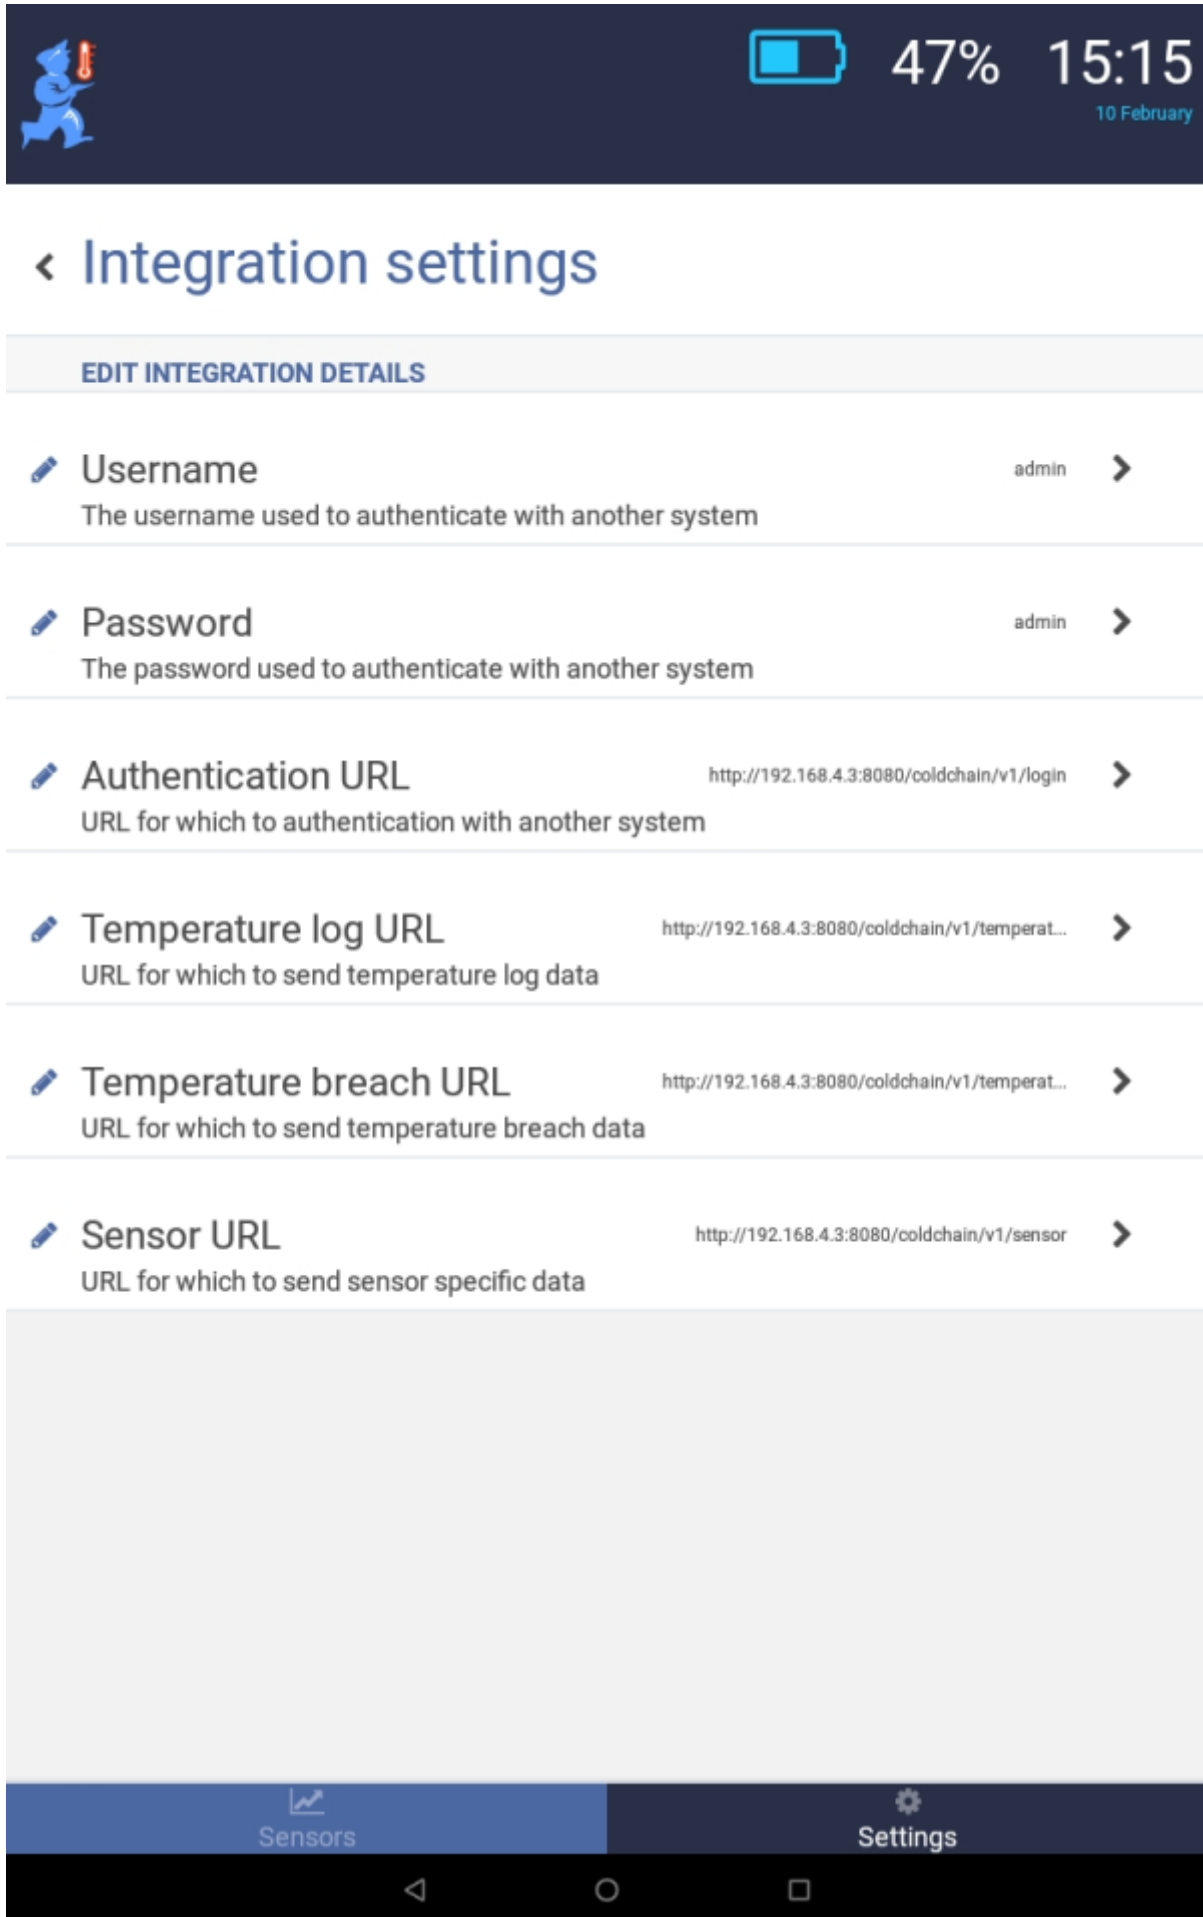 47% 15:15
10 February
Integration settings
EDIT INTEGRATION DETAILS
Username admin
The username used to authenticate with another system
Password admin
The password used to authenticate with another system
Authentication URL http://192.168.4.3:8080/coldchain/v1/login
URL for which to authentication with another system
Temperature log URL http://192.168.4.3:8080/coldchain/v1/temperat...
URL for which to send temperature log data
Temperature breach URL http://192.168.4.3:8080/coldchain/v1/temperat...
URL for which to send temperature breach data
Sensor URL http://192.168.4.3:8080/coldchain/v1/sensor
URL for which to send sensor specific data
Sensors Settings